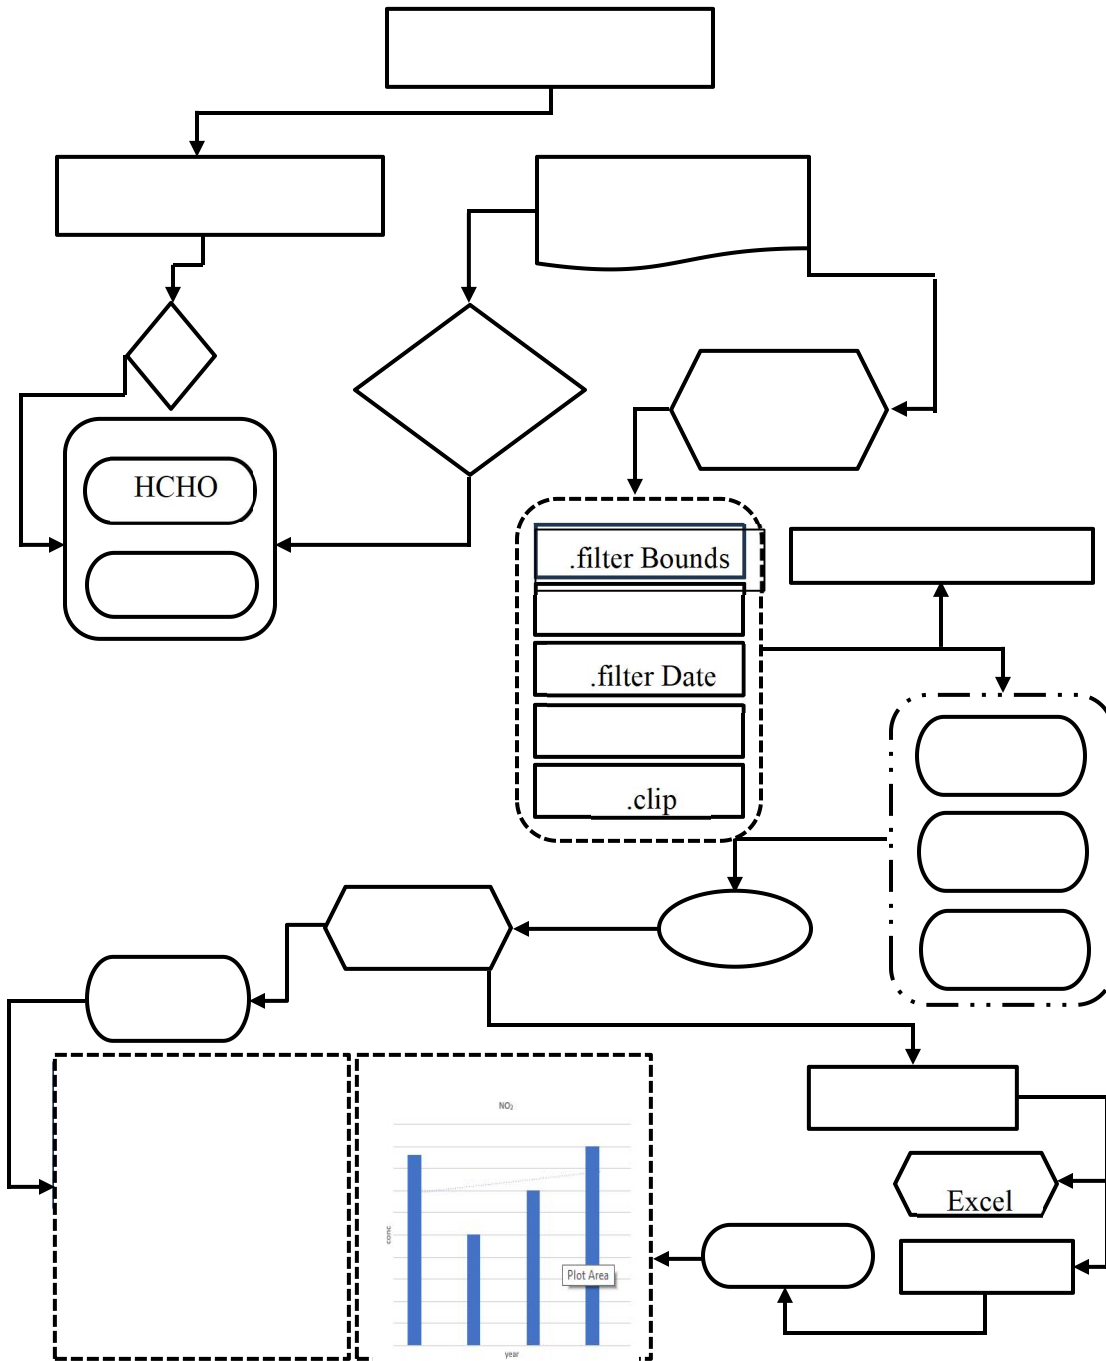 HCHO
.filter Bounds
.filter Date
.clip
NO₂
conc
Plot Area
year
Excel